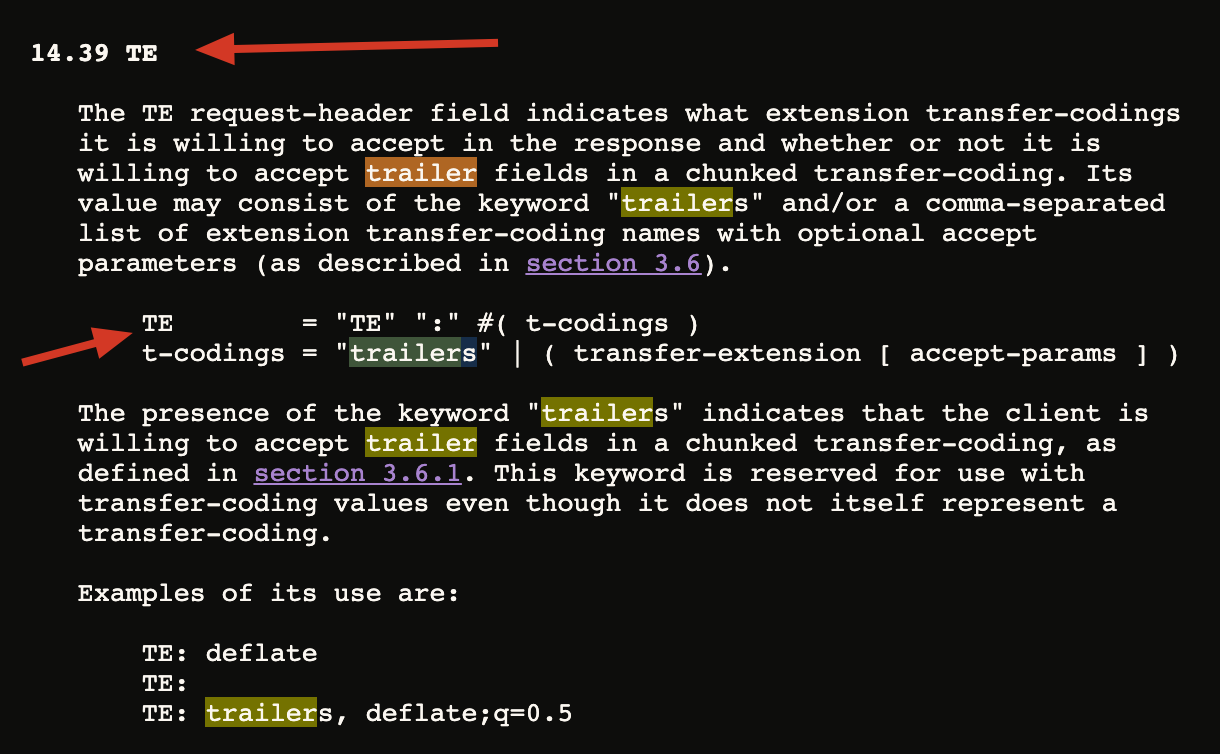 14.39 TE
The TE request-header field indicates what extension transfer-codings
it is willing to accept in the response and whether or not it is
willing to accept trailer fields in a chunked transfer-coding. Its
value may consist of the keyword "trailers" and/or a comma-separated
list of extension transfer-coding names with optional accept
parameters (as described in section 3.6).
TE        = "TE" ":" #( t-codings )
t-codings = "trailers" | ( transfer-extension [ accept-params ] )
The presence of the keyword "trailers" indicates that the client is
willing to accept trailer fields in a chunked transfer-coding, as
defined in section 3.6.1. This keyword is reserved for use with
transfer-coding values even though it does not itself represent a
transfer-coding.
Examples of its use are:
TE: deflate
TE:
TE: trailers, deflate;q=0.5